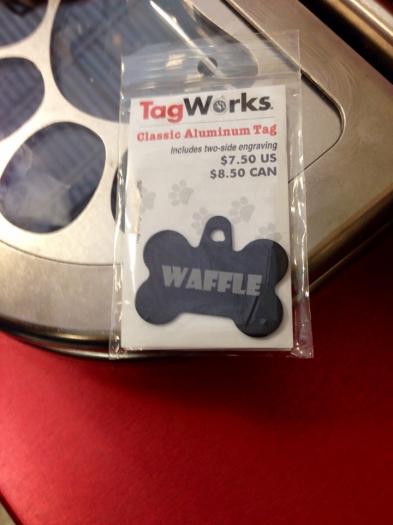 TagWorks
Classic Aluminum Tag
Includes two-side engraving
$7.50 US
$8.50 CAN
WAFFLE